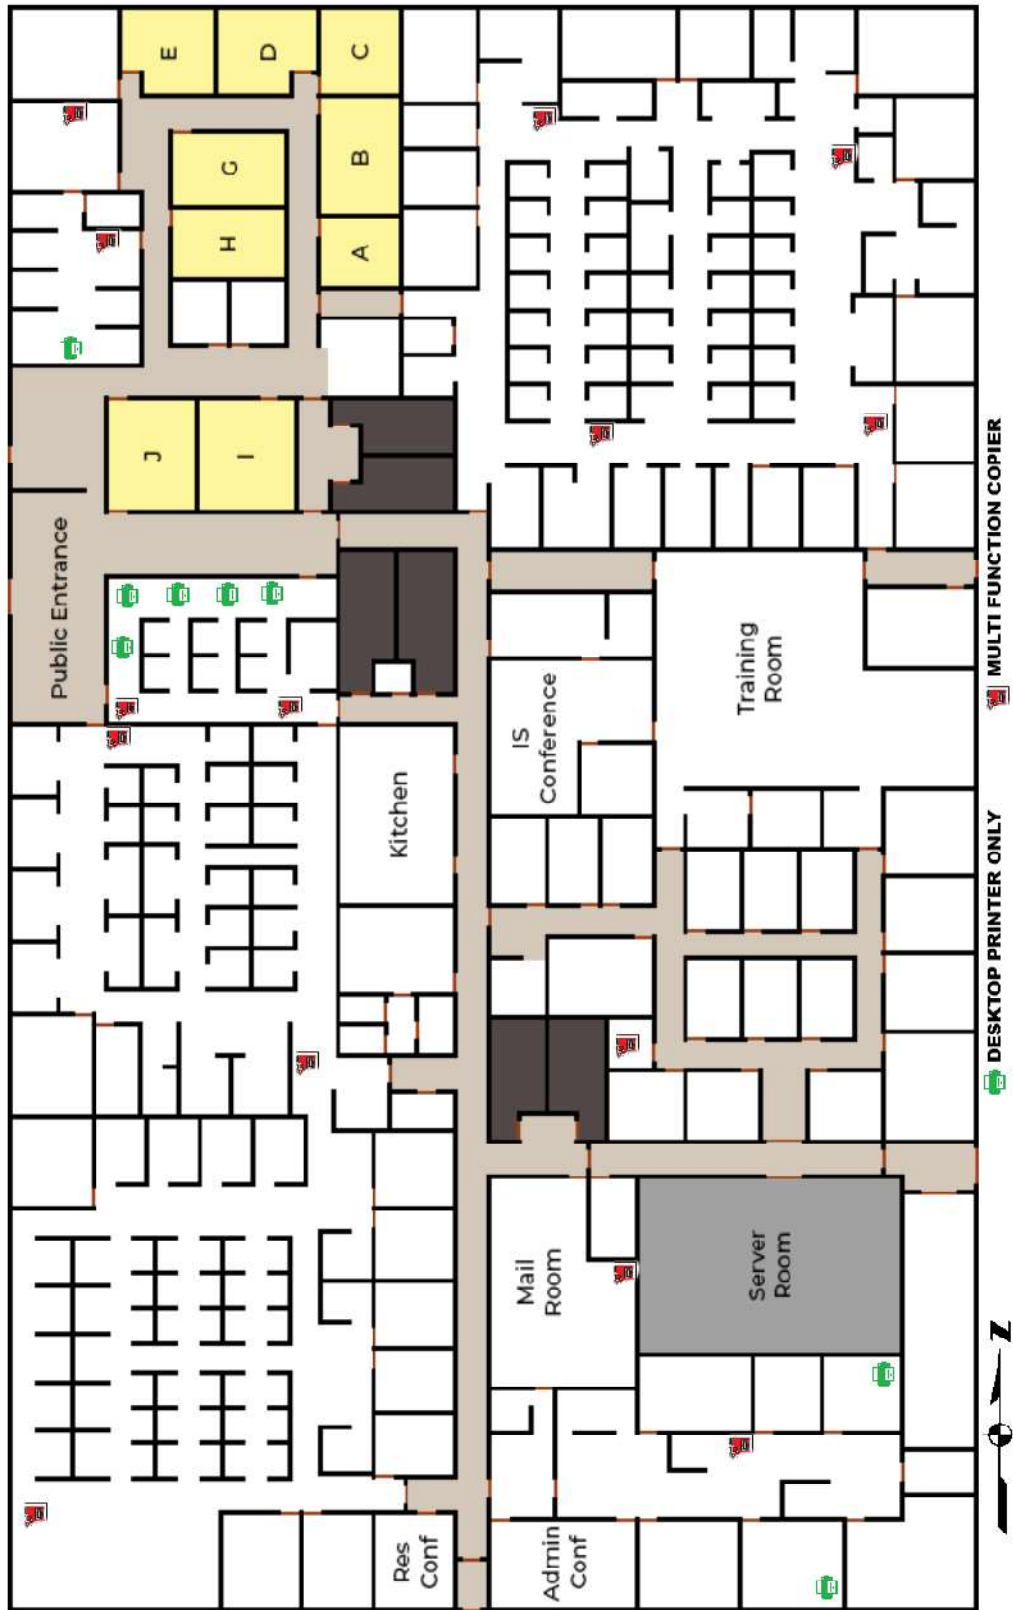 E
D
C
G
B
H
A
J
I
Public Entrance
Training
Room
IS
Conference
Kitchen
Mail
Room
Server
Room
Res
Conf
Admin
Conf
MULTI FUNCTION COPIER
DESKTOP PRINTER ONLY
N